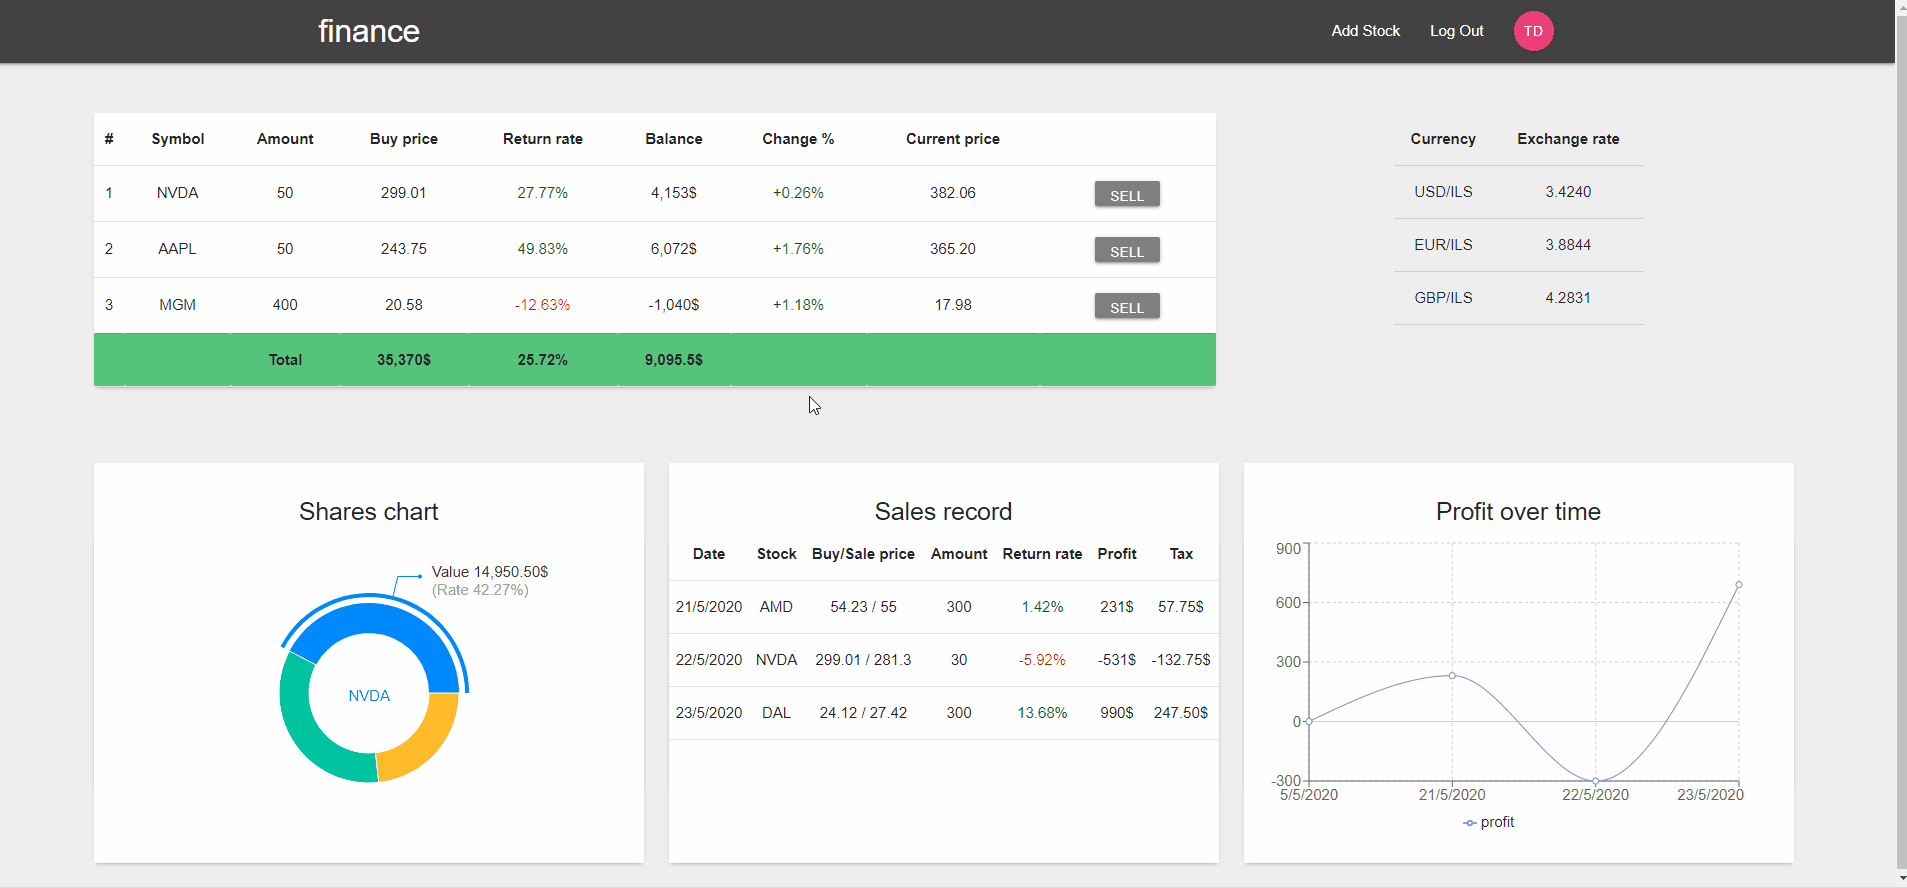 finance
Add Stock Log Out TD
# Symbol Amount Buy price Return rate Balance Change % Current price
1 NVDA 50 299.01 27.77% 4,153$ +0.26% 382.06 SELL
2 AAPL 50 243.75 49.83% 6,072$ +1.76% 365.20 SELL
3 MGM 400 20.58 -12.63% -1,040$ +1.18% 17.98 SELL
Total 35,370$ 25.72% 9,095.5$
Currency Exchange rate
USD/ILS 3.4240
EUR/ILS 3.8844
GBP/ILS 4.2831
Shares chart
Value 14,950.50$
(Rate 42.27%)
NVDA
Sales record
Date Stock Buy/Sale price Amount Return rate Profit Tax
21/5/2020 AMD 54.23 / 55 300 1.42% 231$ 57.75$
22/5/2020 NVDA 299.01 / 281.3 30 -5.92% -531$ -132.75$
23/5/2020 DAL 24.12 / 27.42 300 13.68% 990$ 247.50$
Profit over time
900
600
300
0
-300
5/5/2020 21/5/2020 22/5/2020 23/5/2020
profit